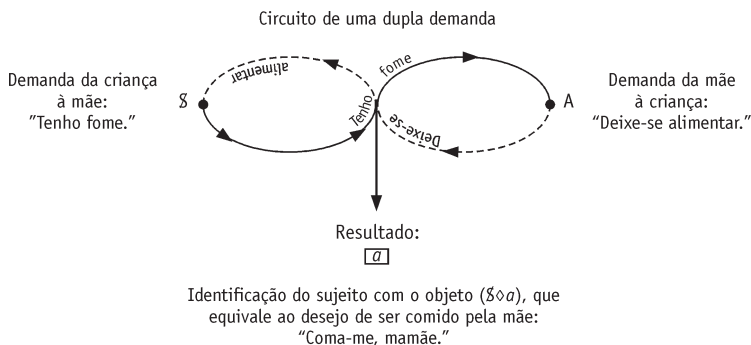 Circuito de uma dupla demanda
Demanda da criança
à mãe:
”Tenho fome.”
alimentar
$
Tenho
fome
Deixe-se
A
Demanda da mãe
à criança:
“Deixe-se alimentar.”
Resultado:
a
Identificação do sujeito com o objeto ($◊a), que
equivale ao desejo de ser comido pela mãe:
“Coma-me, mamãe.”